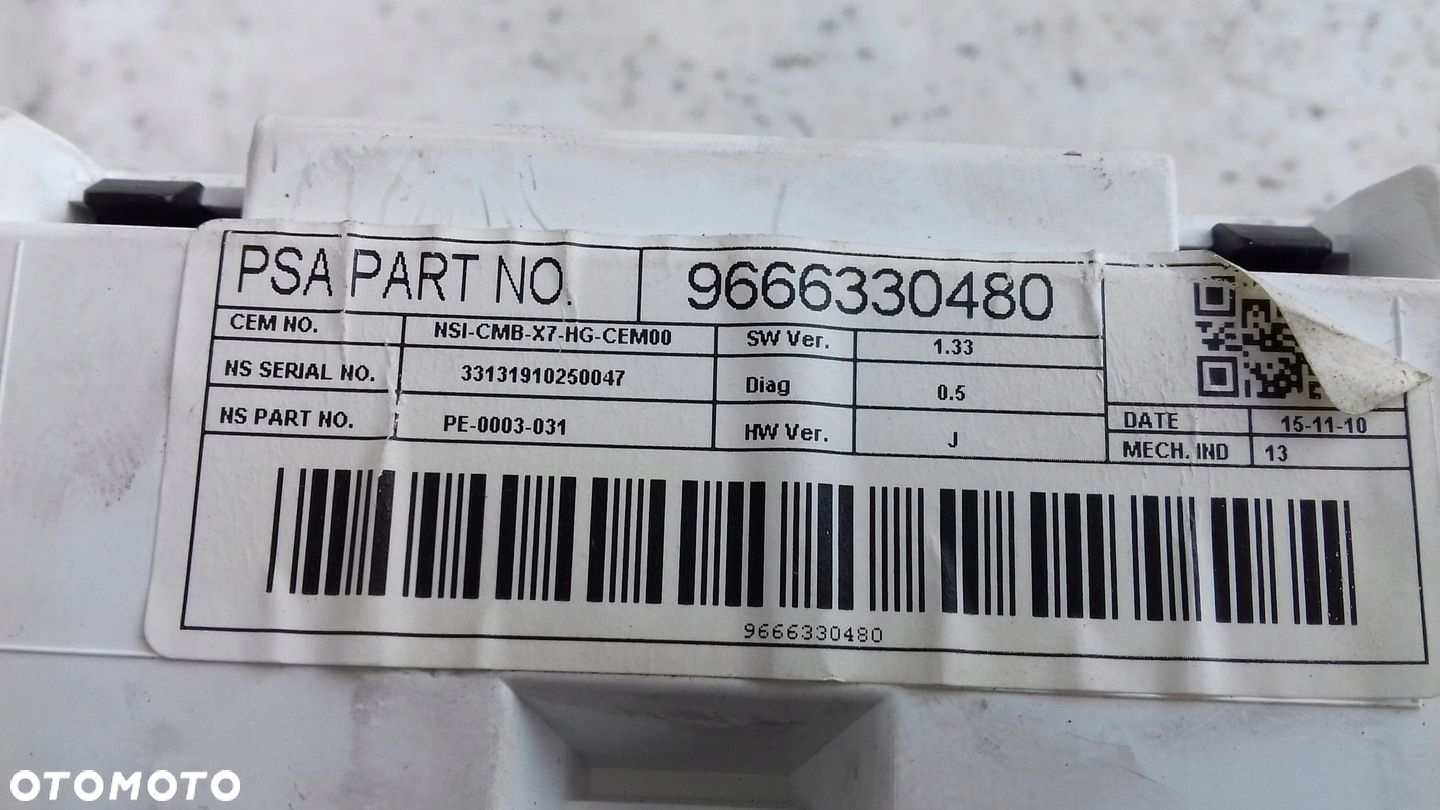 PSA PART NO. 9666330480
CEM NO. NSI-CMB-X7-HG-CEM00 SW Ver. 1.33
NS SERIAL NO. 33131910250047 Diag 0.5
NS PART NO. PE-0003-031 HW Ver. J
DATE 15-11-10
MECH. IND 13
9666330480
OTOMOTO